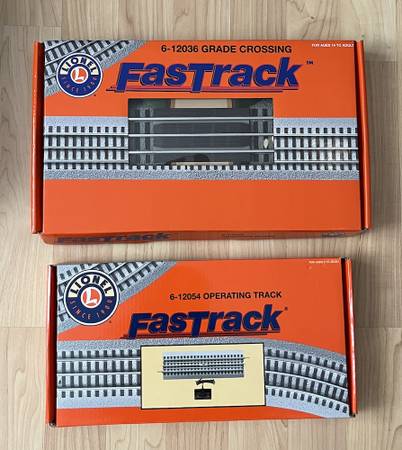 6-12036 GRADE CROSSING
FOR AGES 14 TO ADULT
LIONEL
L
SINCE 1900
FASTRACK™
FASTRACK
6-12054 OPERATING TRACK
LIONEL
L
SINCE 1900
FASTRACK®